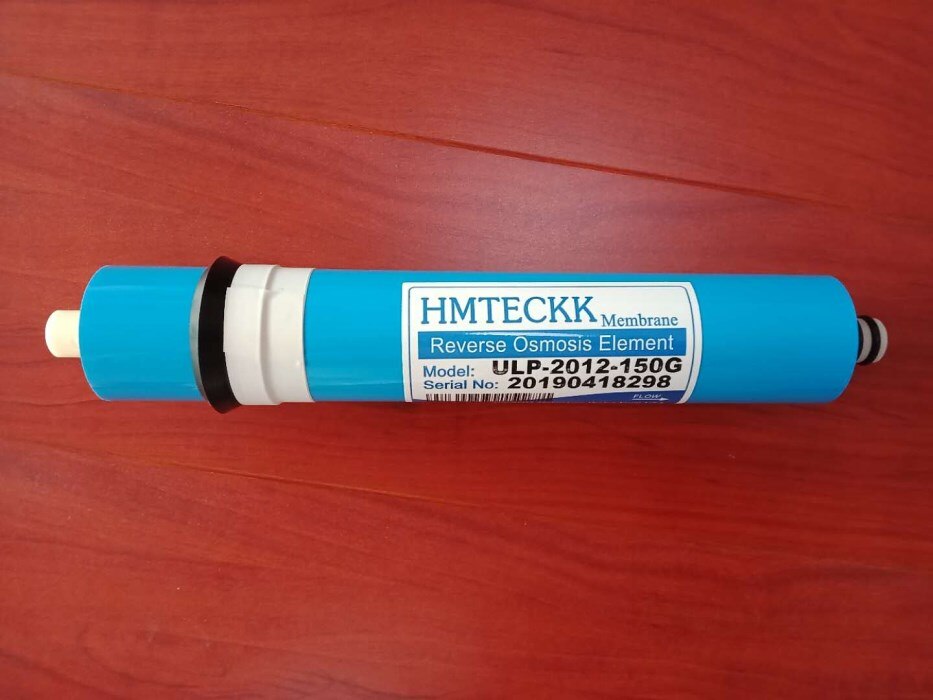 HMTECKK Membrane
Reverse Osmosis Element
Model: ULP-2012-150G
Serial No: 20190418298
FLOW